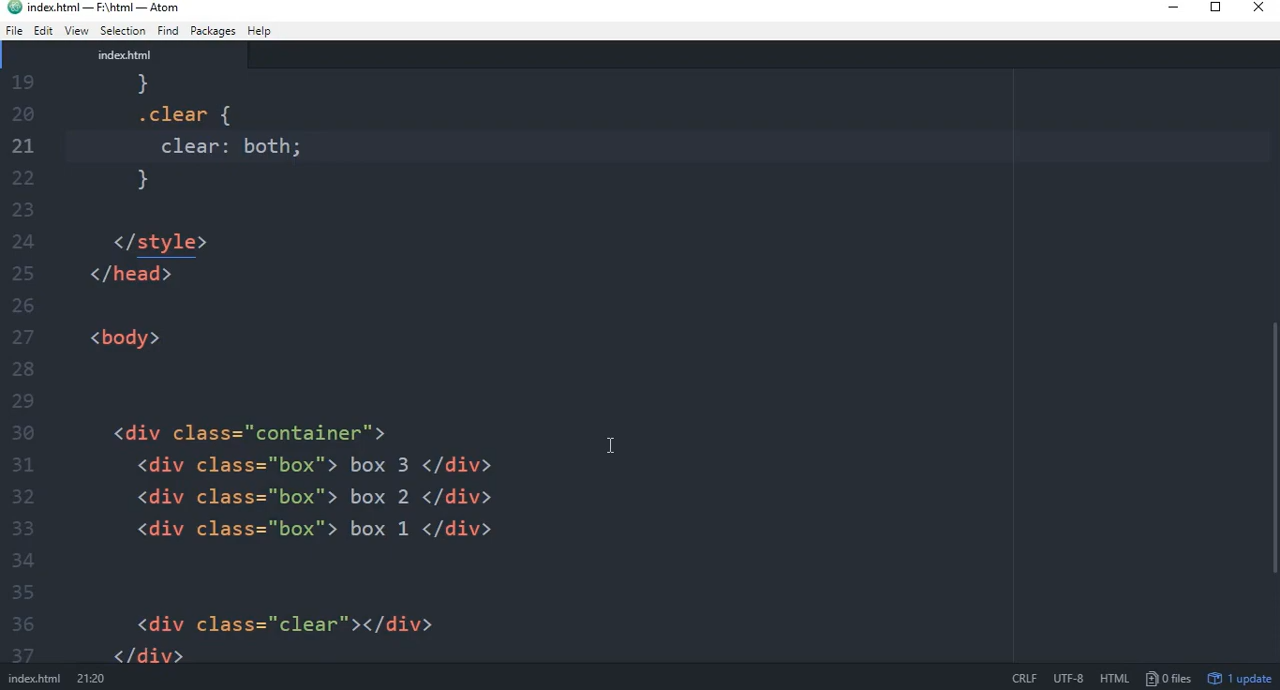 index.html — F:\html — Atom
File Edit View Selection Find Packages Help
index.html
19 }
20 .clear {
21 clear: both;
22 }
23
24 </style>
25 </head>
26
27 <body>
28
29
30 <div class="container">
31 <div class="box"> box 3 </div>
32 <div class="box"> box 2 </div>
33 <div class="box"> box 1 </div>
34
35
36 <div class="clear"></div>
37 </div>
index.html 21:20 CRLF UTF-8 HTML 0 files 1 update